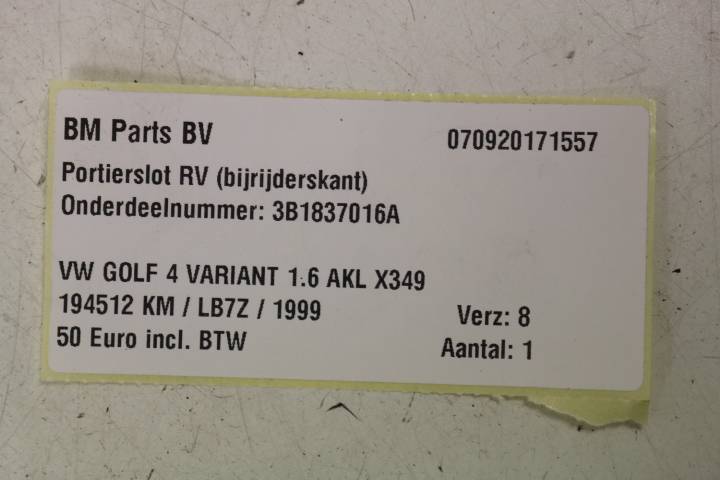 BM Parts BV 070920171557
Portierslot RV (bijrijderskant)
Onderdeelnummer: 3B1837016A
VW GOLF 4 VARIANT 1.6 AKL X349
194512 KM / LB7Z / 1999 Verz: 8
50 Euro incl. BTW Aantal: 1